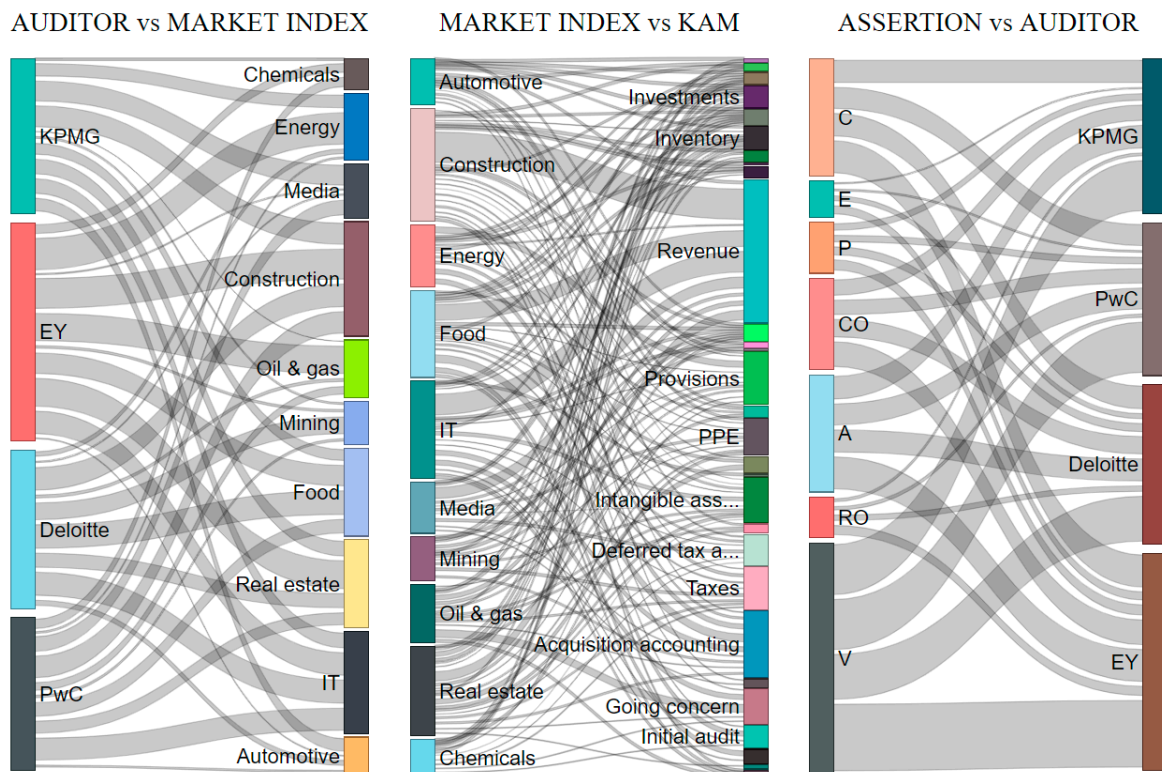 AUDITOR vs MARKET INDEX
KPMG
EY
Deloitte
PwC
Chemicals
Energy
Media
Construction
Oil & gas
Mining
Food
Real estate
IT
Automotive
MARKET INDEX vs KAM
Automotive
Construction
Energy
Food
IT
Media
Mining
Oil & gas
Real estate
Chemicals
Investments
Inventory
Revenue
Provisions
PPE
Intangible ass...
Deferred tax a...
Taxes
Acquisition accounting
Going concern
Initial audit
ASSERTION vs AUDITOR
C
E
P
CO
A
RO
V
KPMG
PwC
Deloitte
EY